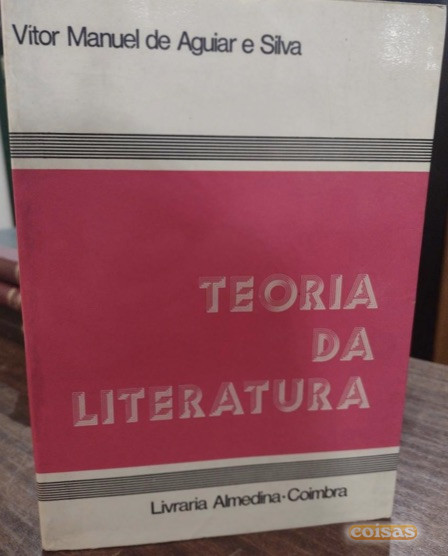 Vitor Manuel de Aguiar e Silva
TEORIA
DA
LITERATURA
Livraria Almedina·Coimbra
coisas